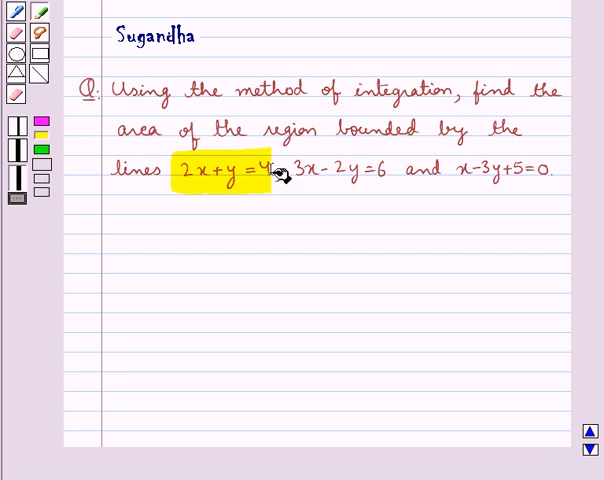 Sugandha
Q: Using the method of integration, find the
area of the region bounded by the
lines 2x+y=4, 3x-2y=6 and x-3y+5=0.